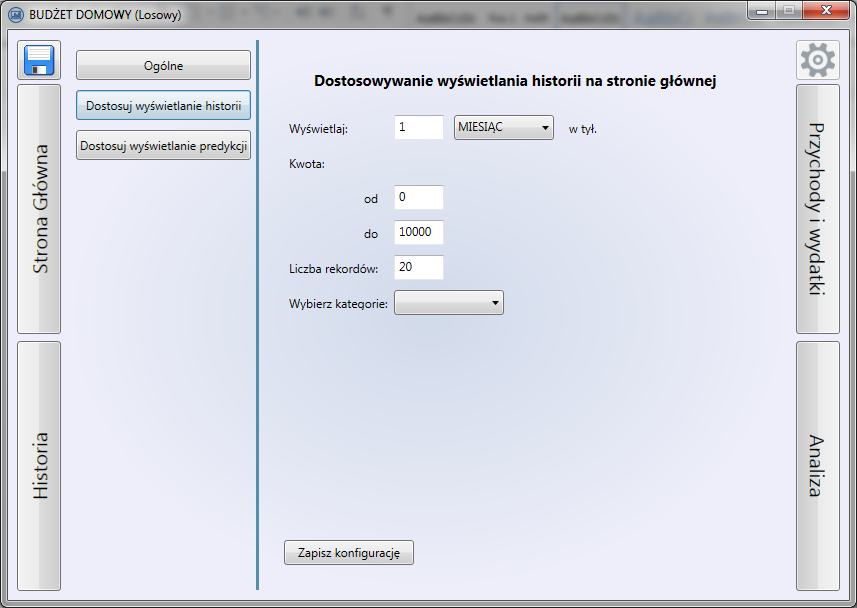 BUDŻET DOMOWY (Losowy)
Strona Główna
Historia
Ogólne
Dostosuj wyświetlanie historii
Dostosuj wyświetlanie predykcji
Dostosowywanie wyświetlania historii na stronie głównej
Wyświetlaj: 1 MIESIĄC w tył.
Kwota:
od 0
do 10000
Liczba rekordów: 20
Wybierz kategorie:
Zapisz konfigurację
Przychody i wydatki
Analiza